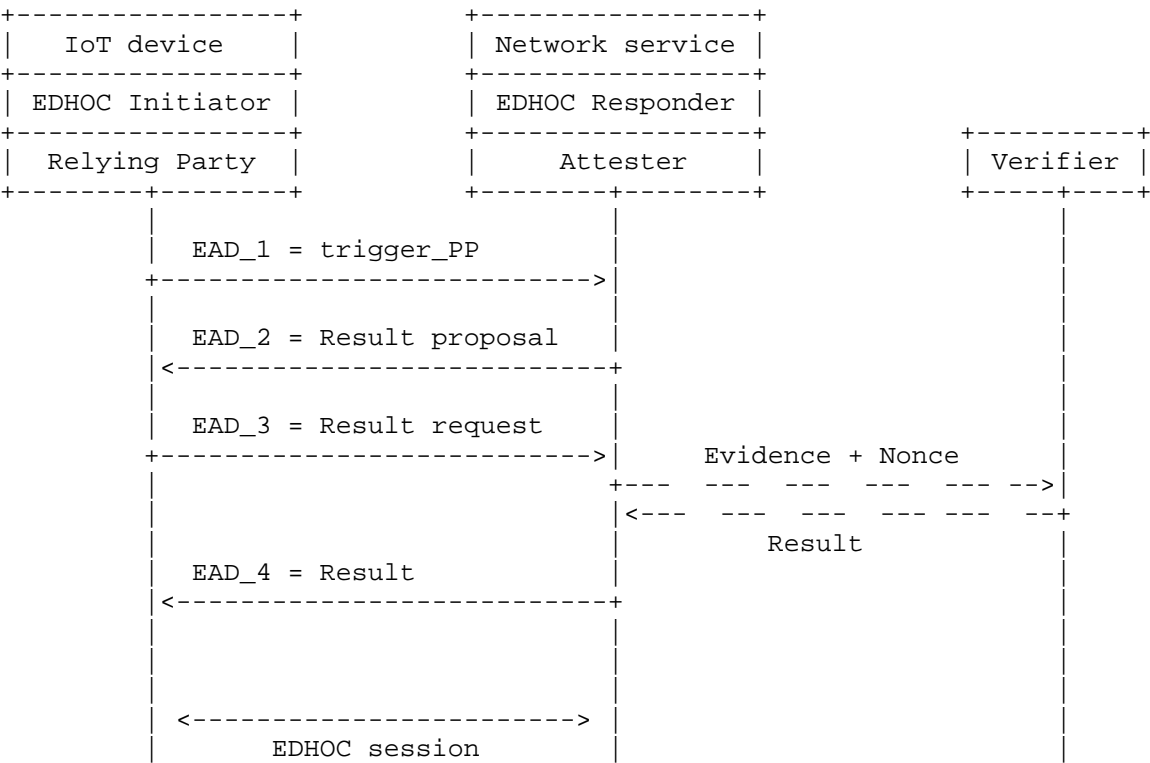 IoT device Network service
EDHOC Initiator EDHOC Responder
Relying Party Attester Verifier
EAD_1 = trigger_PP
EAD_2 = Result proposal
EAD_3 = Result request
Evidence + Nonce
Result
EAD_4 = Result
EDHOC session